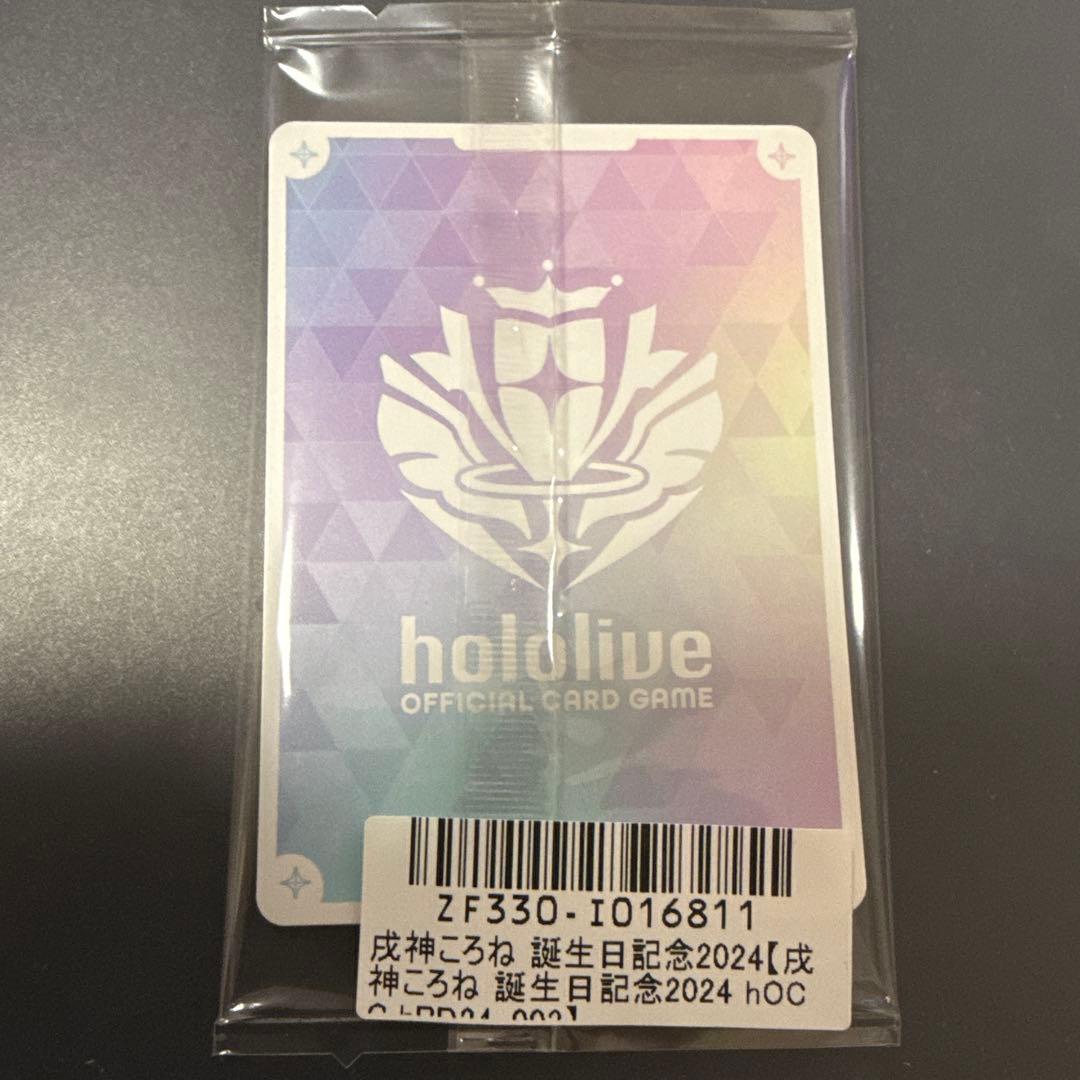 hololive
OFFICIAL CARD GAME
ZF330-I016811
戌神ころね 誕生日記念2024【戌
神ころね 誕生日記念2024 hOC